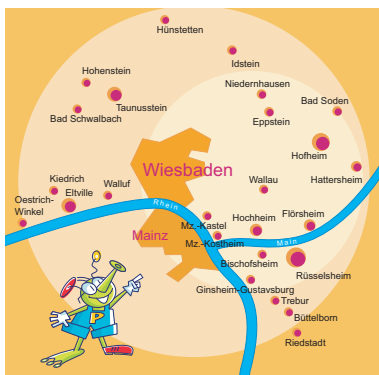 Hünstetten
Idstein
Hohenstein
Niedernhausen
Taunusstein
Bad Soden
Bad Schwalbach
Eppstein
Hofheim
Wiesbaden
Kiedrich
Wallau
Hattersheim
Eltville
Walluf
Oestrich-
Winkel
Rhein
Hochheim
Flörsheim
Mz.-Kastel
Mainz
Mz.-Kostheim
Main
Bischofsheim
Rüsselsheim
Ginsheim-Gustavsburg
Trebur
P
Büttelborn
Riedstadt